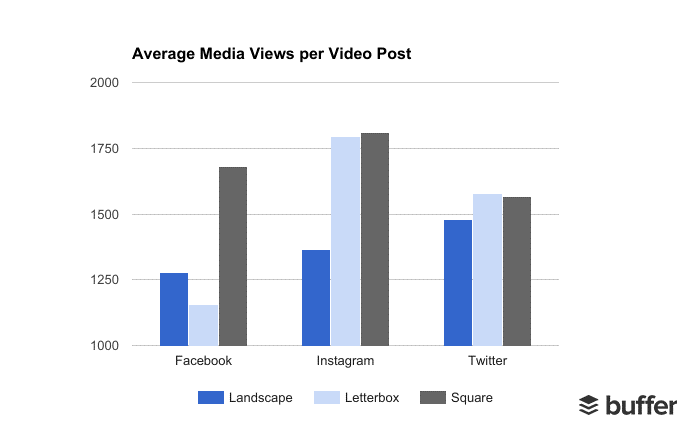 Average Media Views per Video Post
2000
1750
1500
1250
1000
Facebook Instagram Twitter
Landscape Letterbox Square
buffer